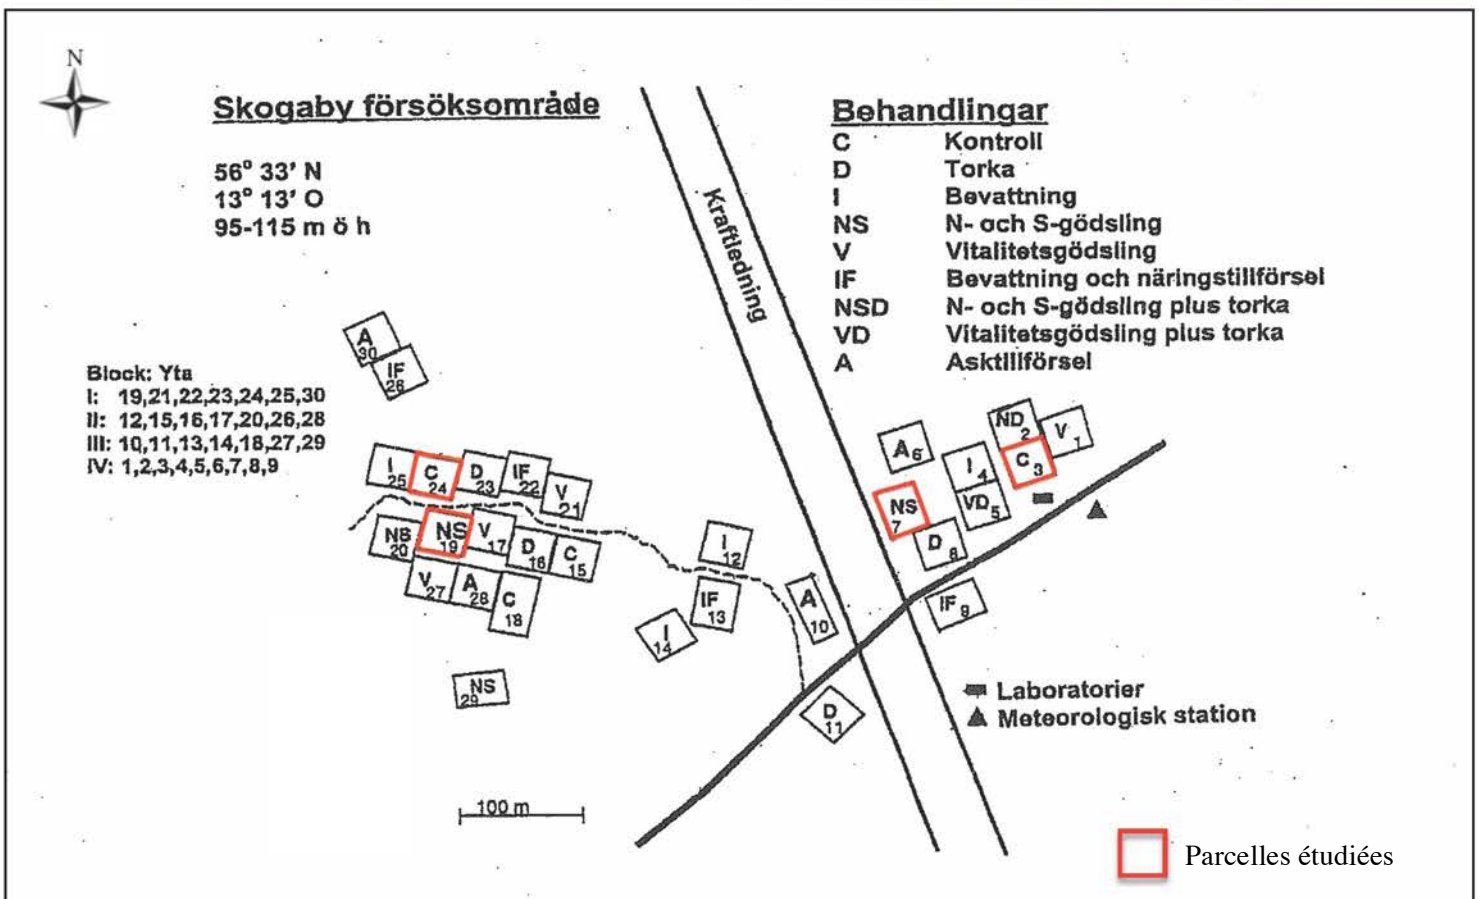 N
Skogaby försöksområde
56° 33' N
13° 13' O
95-115 m ö h
Behandlingar
C Kontroll
D Torka
I Bevattning
NS N- och S-gödsling
V Vitalitetsgödsling
IF Bevattning och näringstillförsel
NSD N- och S-gödsling plus torka
VD Vitalitetsgödsling plus torka
A Asktillförsel
Kraftledning
Block: Yta
I: 19,21,22,23,24,25,30
II: 12,15,16,17,20,26,28
III: 10,11,13,14,18,27,29
IV: 1,2,3,4,5,6,7,8,9
A 30
IF 26
I 25
C 24
D 23
IF 22
V 21
NS 20
NS 19
V 17
D 16
C 15
V 27
A 28
C 18
NS 29
I 12
IF 13
I 14
A 10
D 11
A 6
ND 2
V 1
I 4
C 3
NS 7
VD 5
D 8
IF 9
Laboratorier
Meteorologisk station
100 m
Parcelles étudiées